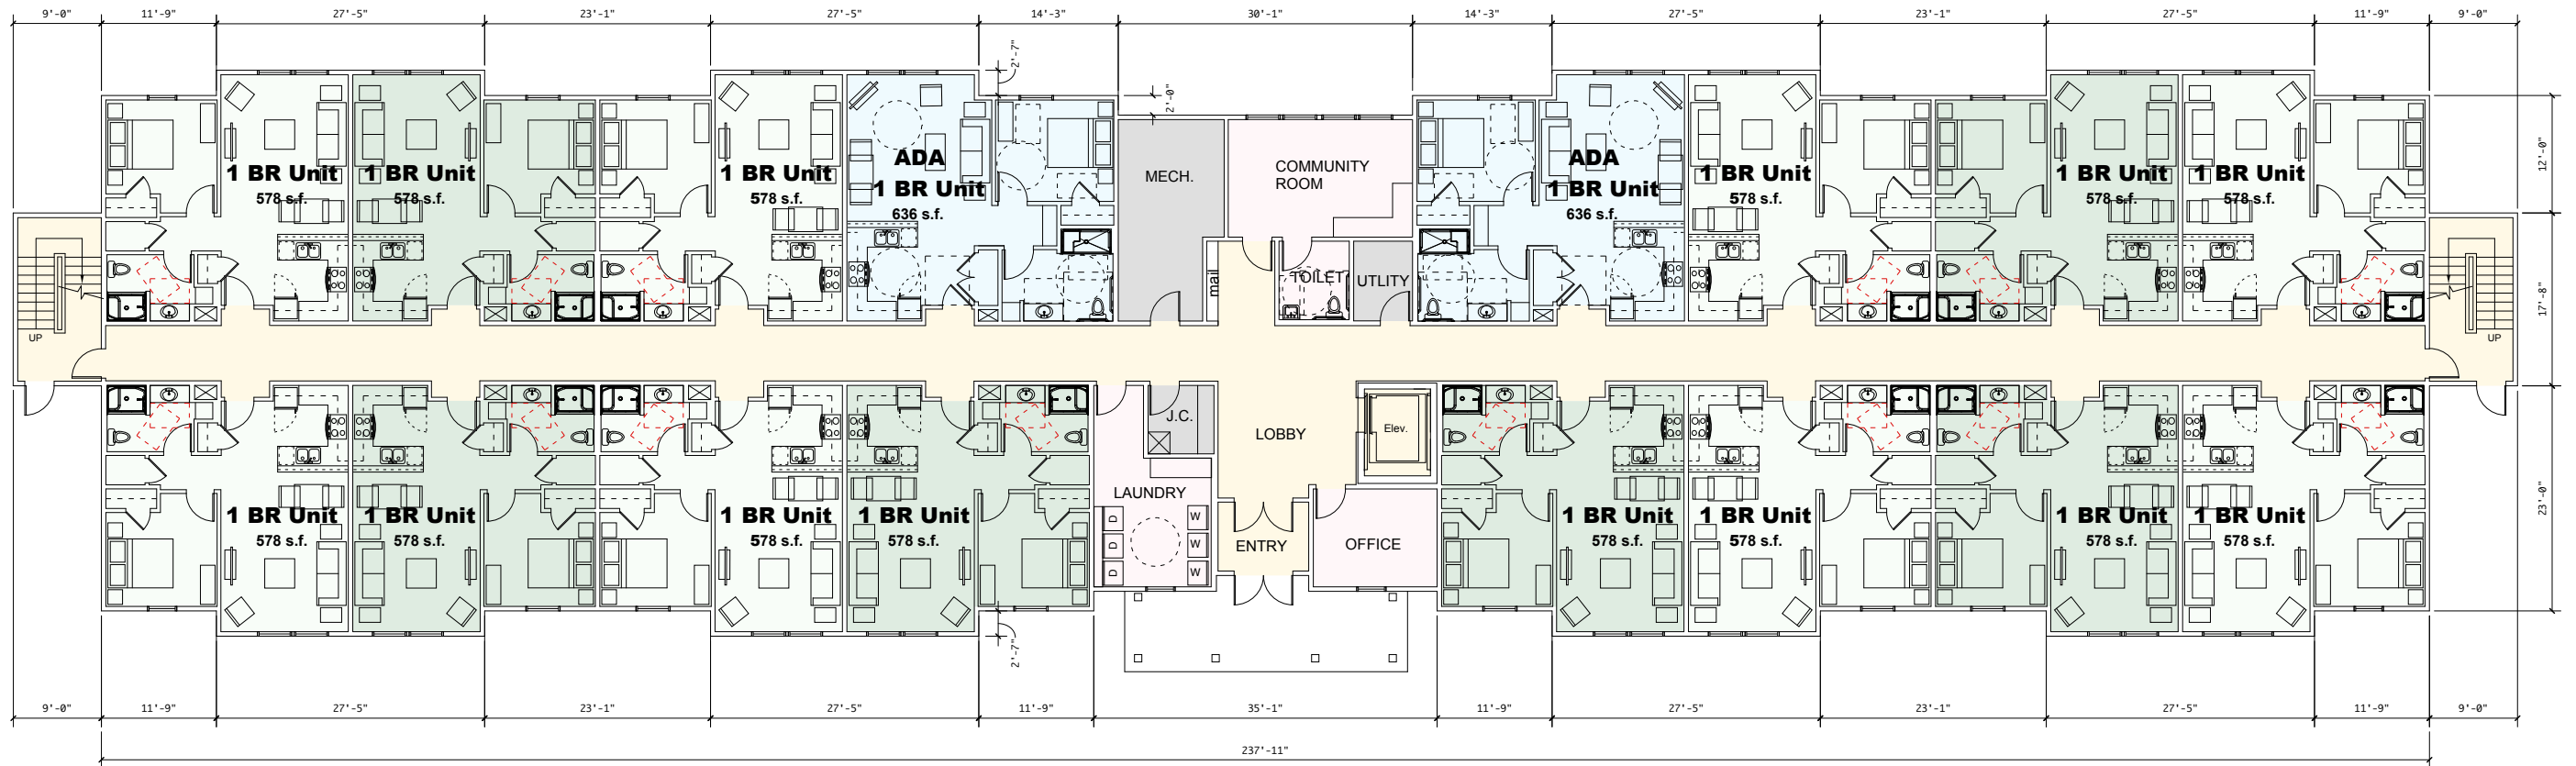 9'-0" 11'-9" 27'-5" 23'-1" 27'-5" 14'-3" 30'-1" 14'-3" 27'-5" 23'-1" 27'-5" 11'-9" 9'-0"
2'-7"
2'-0"
12'-0"
17'-8"
23'-0"
1 BR Unit
578 s.f.
1 BR Unit
578 s.f.
1 BR Unit
578 s.f.
ADA
1 BR Unit
636 s.f.
MECH.
COMMUNITY
ROOM
mail
TOILET
UTLITY
ADA
1 BR Unit
636 s.f.
1 BR Unit
578 s.f.
1 BR Unit
578 s.f.
1 BR Unit
578 s.f.
UP
UP
1 BR Unit
578 s.f.
1 BR Unit
578 s.f.
1 BR Unit
578 s.f.
1 BR Unit
578 s.f.
J.C.
LAUNDRY
D
D
D
W
W
W
LOBBY
Elev.
ENTRY
OFFICE
1 BR Unit
578 s.f.
1 BR Unit
578 s.f.
1 BR Unit
578 s.f.
1 BR Unit
578 s.f.
2'-7"
9'-0" 11'-9" 27'-5" 23'-1" 27'-5" 11'-9" 35'-1" 11'-9" 27'-5" 23'-1" 27'-5" 11'-9" 9'-0"
237'-11"